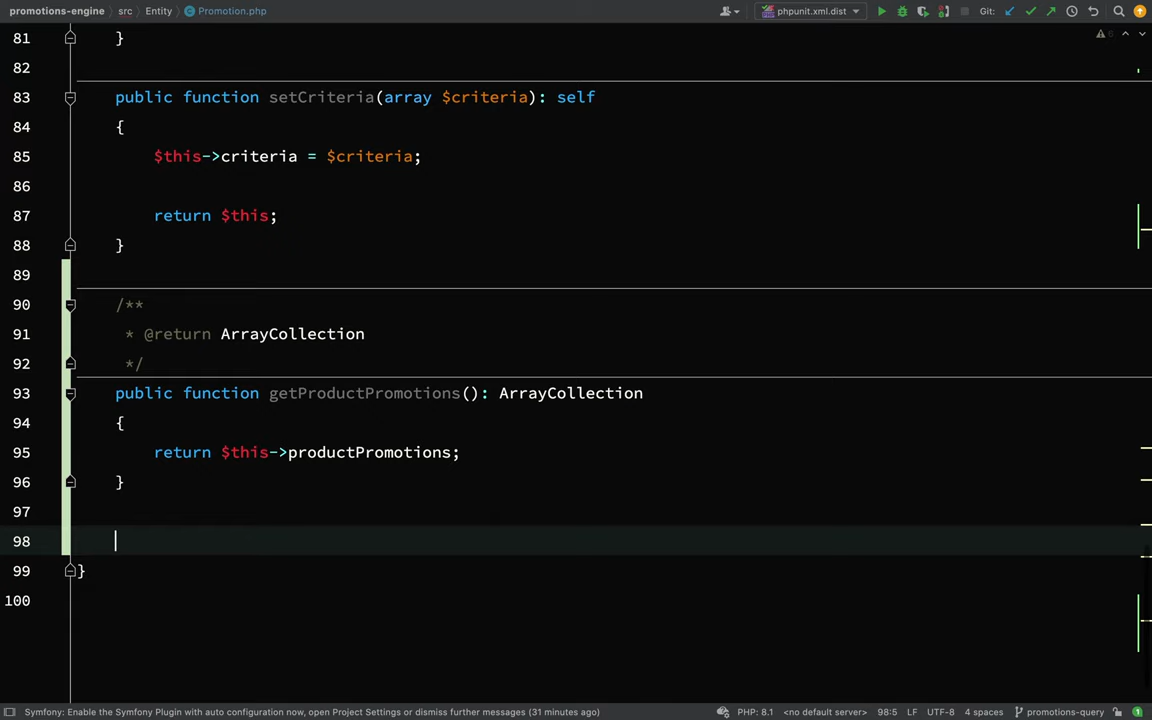 promotions-engine src Entity Promotion.php phpunit.xml.dist Git:
81 }
6
82
83 public function setCriteria(array $criteria): self
84 {
85 $this->criteria = $criteria;
86
87 return $this;
88 }
89
90 /**
91 * @return ArrayCollection
92 */
93 public function getProductPromotions(): ArrayCollection
94 {
95 return $this->productPromotions;
96 }
97
98
99 }
100
Symfony: Enable the Symfony Plugin with auto configuration now, open Project Settings or dismiss further messages (31 minutes ago) PHP: 8.1 <no default server> 98:5 LF UTF-8 4 spaces promotions-query 1